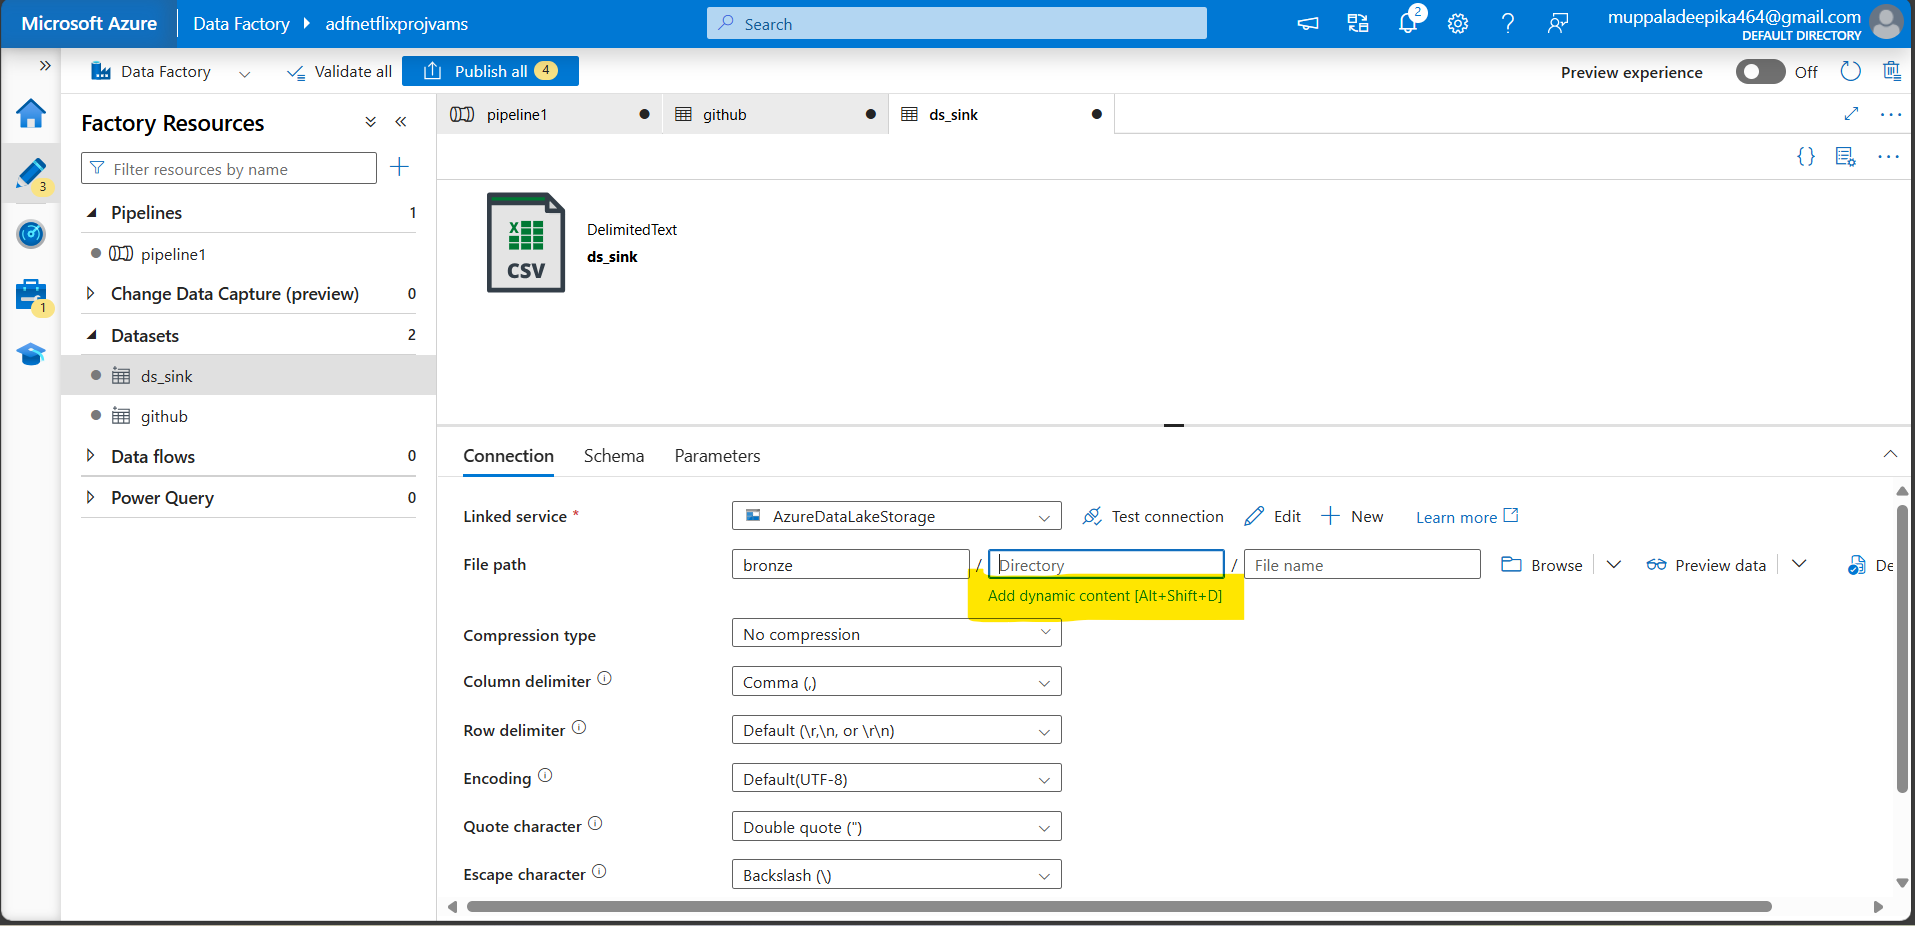 Microsoft Azure
Data Factory
adfnetflixprojvams
Search
2
muppaladeepika464@gmail.com
DEFAULT DIRECTORY
Data Factory
Validate all
Publish all
4
Preview experience
Off
Factory Resources
Filter resources by name
3
1
Pipelines 1
pipeline1
Change Data Capture (preview) 0
Datasets 2
ds_sink
github
Data flows 0
Power Query 0
pipeline1
github
ds_sink
{}
X
CSV
DelimitedText
ds_sink
Connection
Schema
Parameters
Linked service *
AzureDataLakeStorage
Test connection
Edit
New
Learn more
File path
bronze / Directory / File name
Browse
Preview data
De
Add dynamic content [Alt+Shift+D]
Compression type
No compression
Column delimiter
Comma (,)
Row delimiter
Default (\r,\n, or \r\n)
Encoding
Default(UTF-8)
Quote character
Double quote (")
Escape character
Backslash (\)